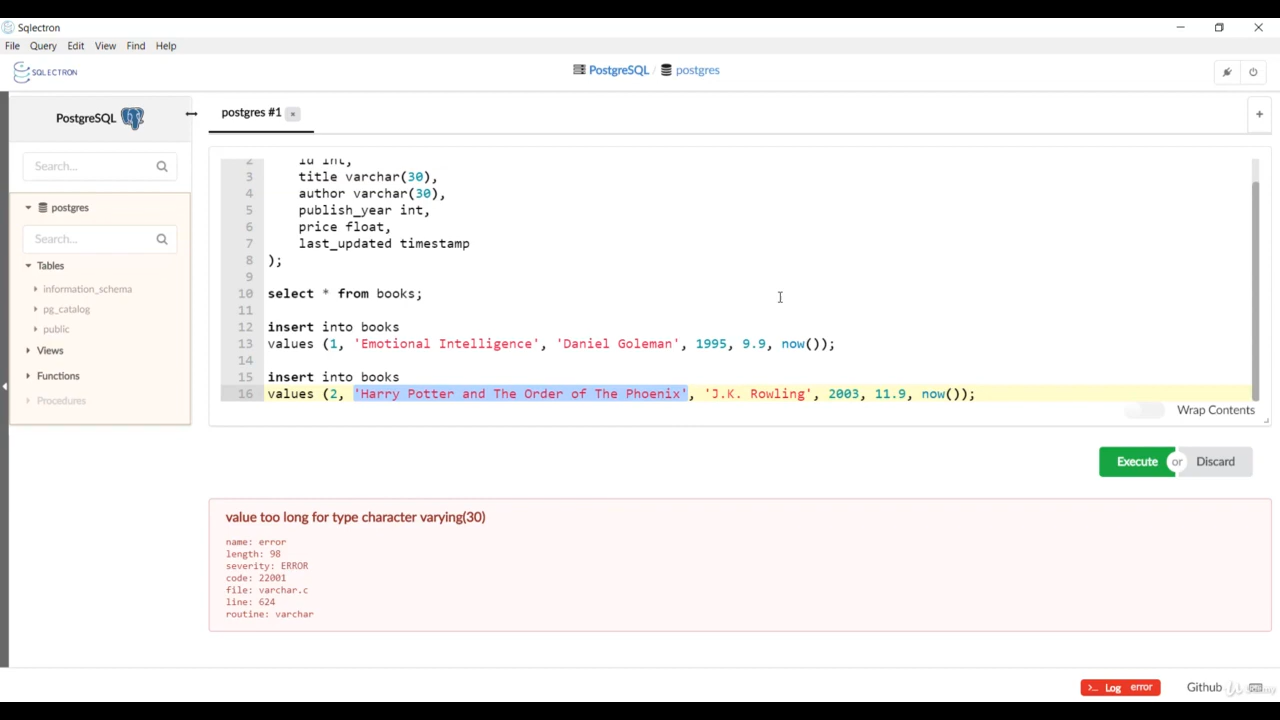 Sqlectron
File Query Edit View Find Help
SQLECTRON
PostgreSQL / postgres
PostgreSQL
postgres #1 ×
+
Search...
postgres
Search...
Tables
information_schema
pg_catalog
public
Views
Functions
Procedures
2 id int,
3 title varchar(30),
4 author varchar(30),
5 publish_year int,
6 price float,
7 last_updated timestamp
8 );
9
10 select * from books;
11
12 insert into books
13 values (1, 'Emotional Intelligence', 'Daniel Goleman', 1995, 9.9, now());
14
15 insert into books
16 values (2, 'Harry Potter and The Order of The Phoenix', 'J.K. Rowling', 2003, 11.9, now());
Wrap Contents
Execute or Discard
value too long for type character varying(30)
name: error
length: 98
severity: ERROR
code: 22001
file: varchar.c
line: 624
routine: varchar
>_ Log error
Github
Udemy